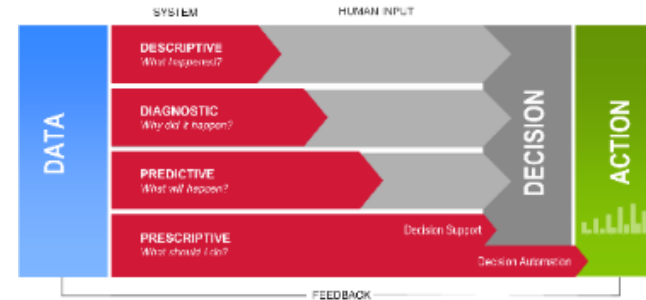 SYSTEM
HUMAN INPUT
DATA
DESCRIPTIVE
What happened?
DIAGNOSTIC
Why did it happen?
PREDICTIVE
What will happen?
PRESCRIPTIVE
What should I do?
Decision Support
Decision Automation
DECISION
ACTION
FEEDBACK